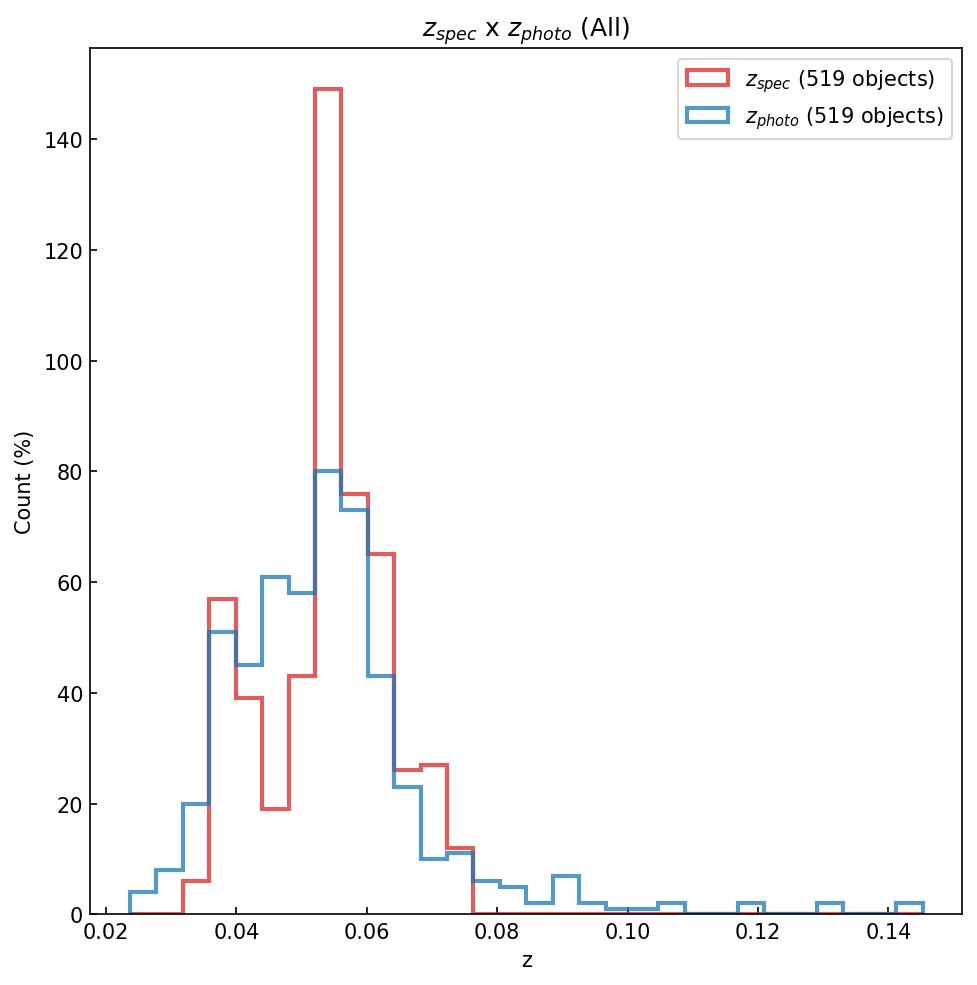 z_spec x z_photo (All)
z_spec (519 objects)
z_photo (519 objects)
Count (%)
140
120
100
80
60
40
20
0
0.02 0.04 0.06 0.08 0.10 0.12 0.14
z